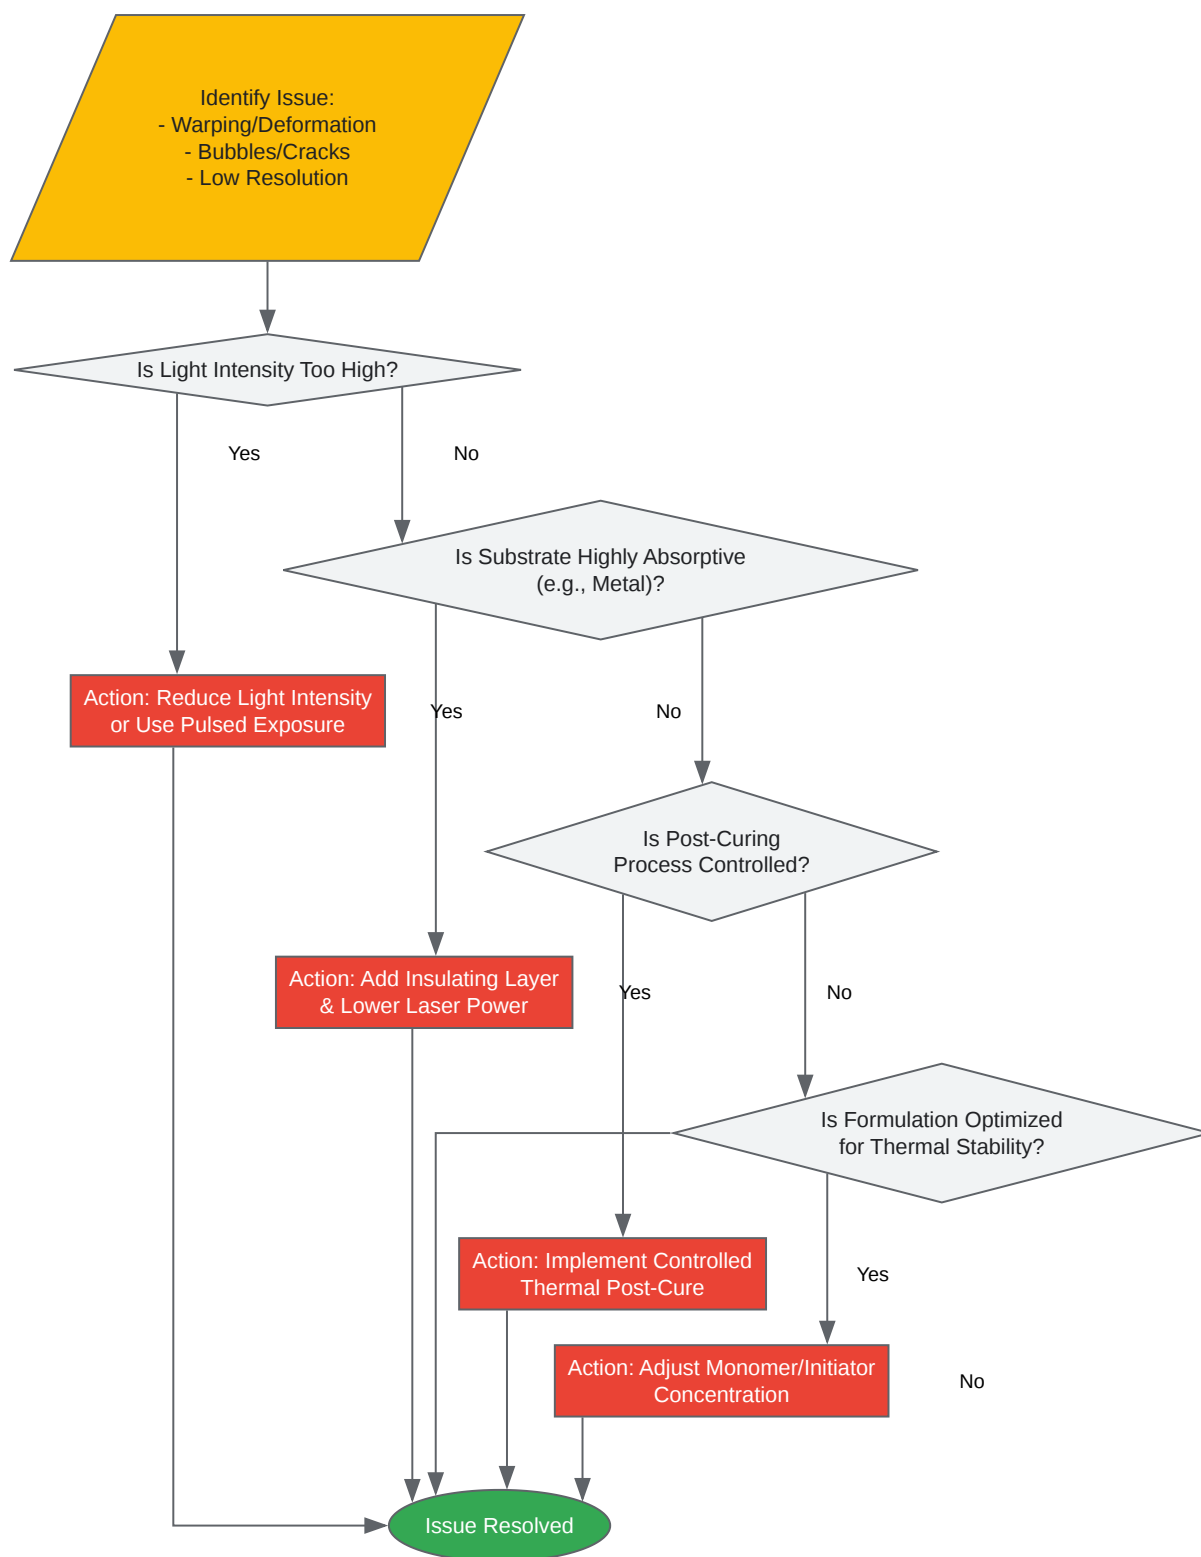 Identify Issue:
- Warping/Deformation
- Bubbles/Cracks
- Low Resolution
Is Light Intensity Too High?
Yes
No
Is Substrate Highly Absorptive
(e.g., Metal)?
Action: Reduce Light Intensity
or Use Pulsed Exposure
Yes
No
Is Post-Curing
Process Controlled?
Action: Add Insulating Layer
& Lower Laser Power
Yes
No
Is Formulation Optimized
for Thermal Stability?
Action: Implement Controlled
Thermal Post-Cure
Yes
Action: Adjust Monomer/Initiator
Concentration
No
Issue Resolved